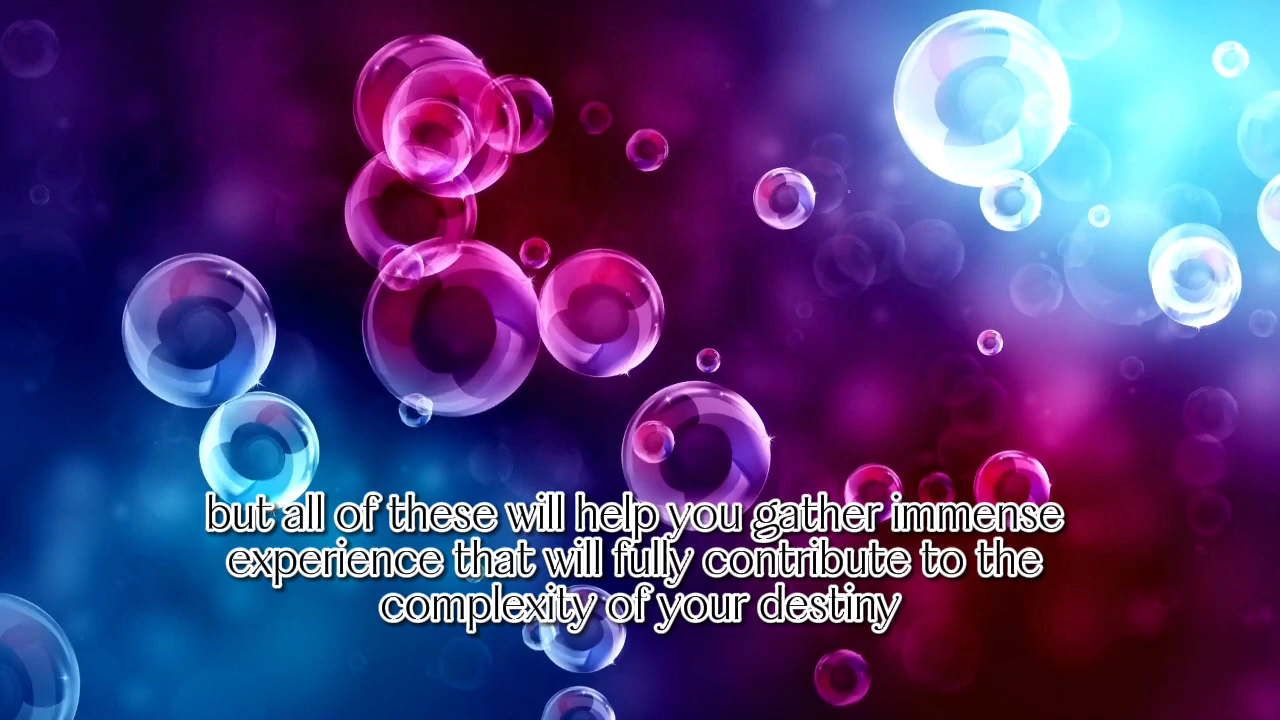 but all of these will help you gather immense
experience that will fully contribute to the
complexity of your destiny